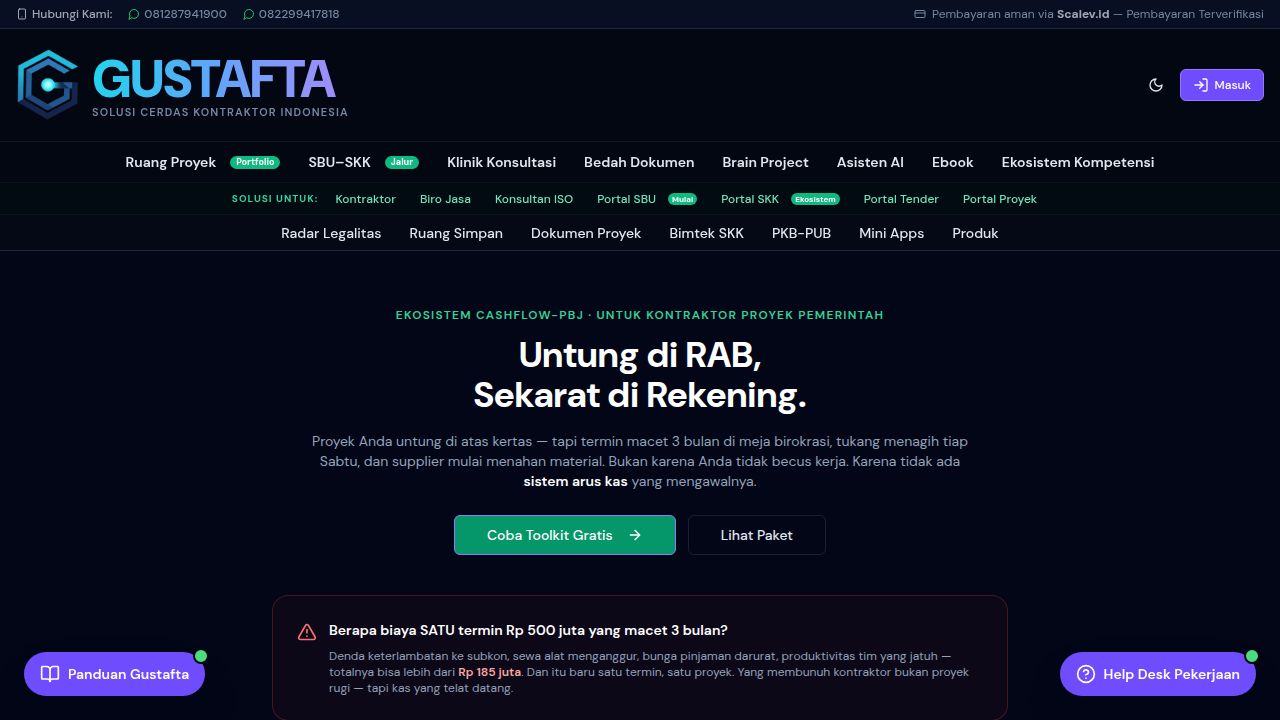 Hubungi Kami: 081287941900 082299417818 Pembayaran aman via Scalev.id — Pembayaran Terverifikasi
GUSTAFTA
SOLUSI CERDAS KONTRAKTOR INDONESIA
Masuk
Ruang Proyek Portfolio SBU–SKK Jalur Klinik Konsultasi Bedah Dokumen Brain Project Asisten AI Ebook Ekosistem Kompetensi
SOLUSI UNTUK: Kontraktor Biro Jasa Konsultan ISO Portal SBU Mulai Portal SKK Ekosistem Portal Tender Portal Proyek
Radar Legalitas Ruang Simpan Dokumen Proyek Bimtek SKK PKB-PUB Mini Apps Produk
EKOSISTEM CASHFLOW-PBJ · UNTUK KONTRAKTOR PROYEK PEMERINTAH
Untung di RAB,
Sekarat di Rekening.
Proyek Anda untung di atas kertas — tapi termin macet 3 bulan di meja birokrasi, tukang menagih tiap
Sabtu, dan supplier mulai menahan material. Bukan karena Anda tidak becus kerja. Karena tidak ada
sistem arus kas yang mengawalnya.
Coba Toolkit Gratis Lihat Paket
Berapa biaya SATU termin Rp 500 juta yang macet 3 bulan?
Denda keterlambatan ke subkon, sewa alat menganggur, bunga pinjaman darurat, produktivitas tim yang jatuh —
totalnya bisa lebih dari Rp 185 juta. Dan itu baru satu termin, satu proyek. Yang membunuh kontraktor bukan proyek
rugi — tapi kas yang telat datang.
Panduan Gustafta
Help Desk Pekerjaan